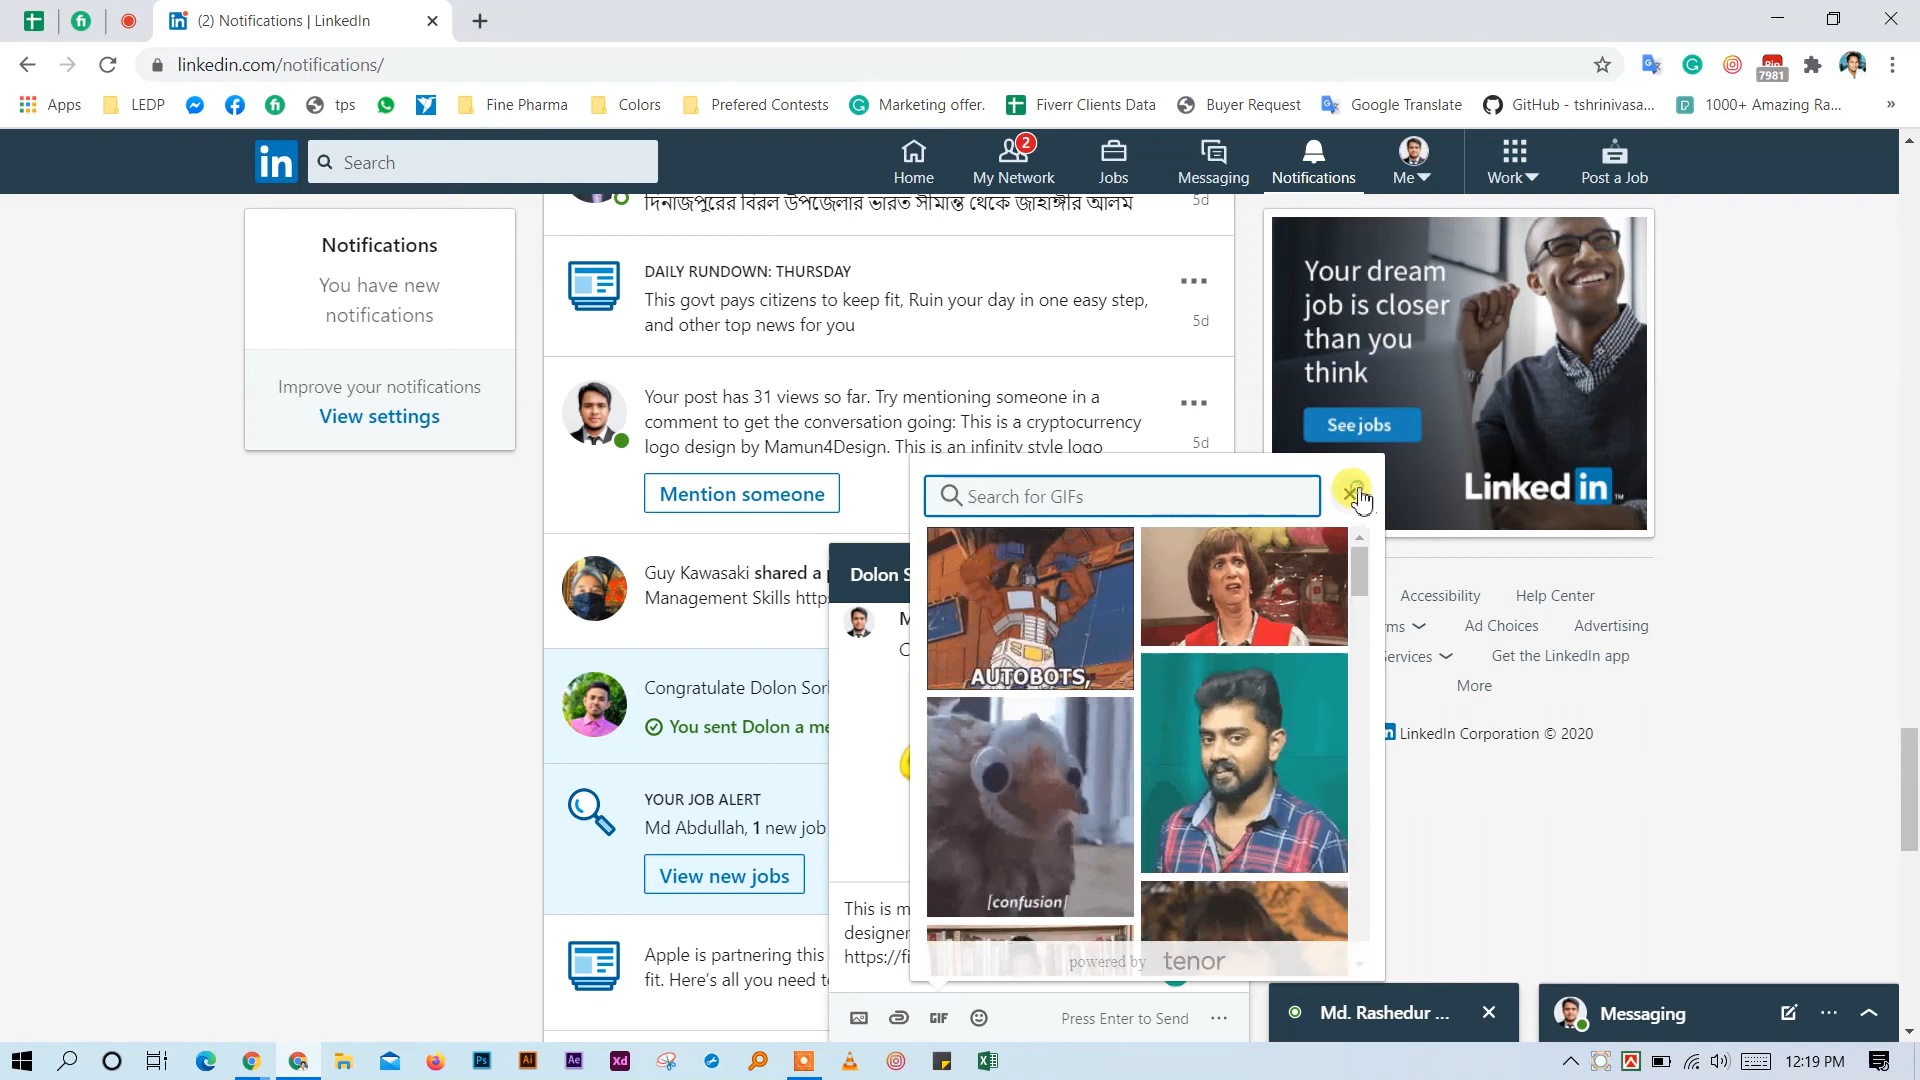 (2) Notifications | LinkedIn
linkedin.com/notifications/
7981
Apps
LEDP
tps
Fine Pharma
Colors
Prefered Contests
Marketing offer.
Fiverr Clients Data
Buyer Request
Google Translate
GitHub - tshrinivasa...
1000+ Amazing Ra...
in
Search
Home
2
My Network
Jobs
Messaging
Notifications
Me
Work
Post a Job
Notifications
You have new
notifications
Improve your notifications
View settings
দিনাজপুরের বিরল উপজেলার ভারত সীমান্ত থেকে জাহাঙ্গীর আলম
5d
DAILY RUNDOWN: THURSDAY
This govt pays citizens to keep fit, Ruin your day in one easy step,
and other top news for you
5d
Your post has 31 views so far. Try mentioning someone in a
comment to get the conversation going: This is a cryptocurrency
logo design by Mamun4Design. This is an infinity style logo
5d
Mention someone
Guy Kawasaki shared a p
Management Skills http
Congratulate Dolon Sor
You sent Dolon a me
YOUR JOB ALERT
Md Abdullah, 1 new job
View new jobs
Apple is partnering this
fit. Here's all you need t
Dolon S
This is m
designer
https://fi
Search for GIFs
AUTOBOTS,
[confusion]
powered by tenor
GIF
Press Enter to Send
Your dream
job is closer
than you
think
See jobs
Linked in
Accessibility
Help Center
ms
Ad Choices
Advertising
ervices
Get the LinkedIn app
More
LinkedIn Corporation © 2020
Md. Rashedur ...
Messaging
Ps
Ai
Ae
Xd
12:19 PM